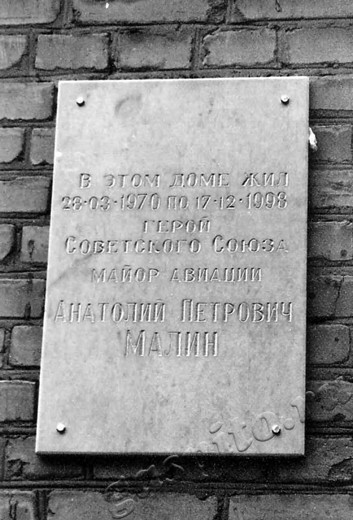 В ЭТОМ ДОМЕ ЖИЛ
28·03·1970 ПО 17·12·1998
ГЕРОЙ
СОВЕТСКОГО СОЮЗА
МАЙОР АВИАЦИИ
АНАТОЛИЙ ПЕТРОВИЧ
МАЛИН